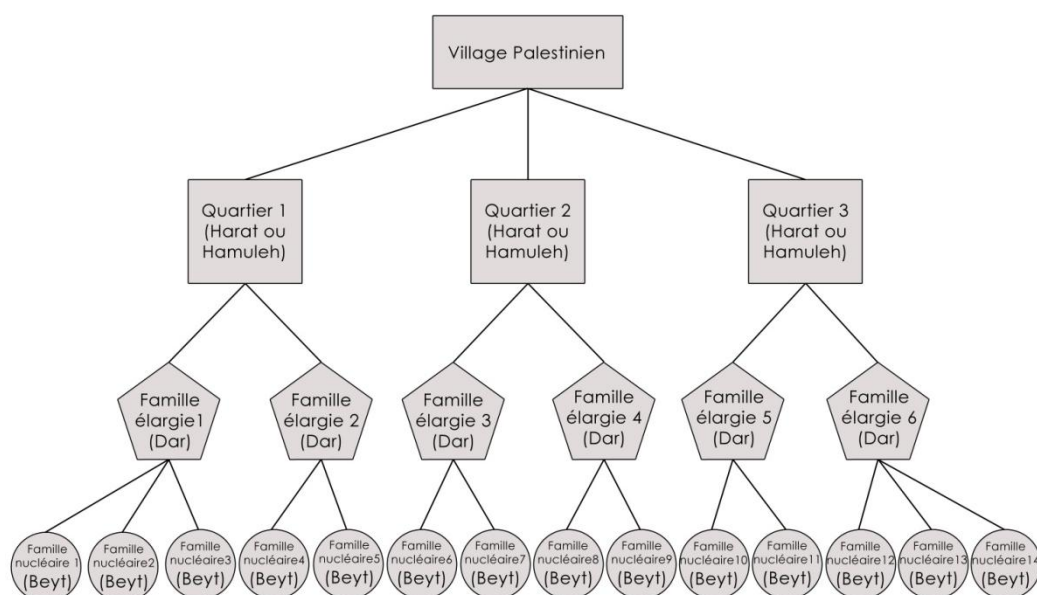 Village Palestinien
Quartier 1
(Harat ou
Hamuleh)
Quartier 2
(Harat ou
Hamuleh)
Quartier 3
(Harat ou
Hamuleh)
Famille
élargie1
(Dar)
Famille
élargie 2
(Dar)
Famille
élargie 3
(Dar)
Famille
élargie 4
(Dar)
Famille
élargie 5
(Dar)
Famille
élargie 6
(Dar)
Famille
nucléaire 1
(Beyt)
Famille
nucléaire2
(Beyt)
Famille
nucléaire3
(Beyt)
Famille
nucléaire4
(Beyt)
Famille
nucléaire5
(Beyt)
Famille
nucléaire6
(Beyt)
Famille
nucléaire7
(Beyt)
Famille
nucléaire8
(Beyt)
Famille
nucléaire9
(Beyt)
Famille
nucléaire10
(Beyt)
Famille
nucléaire11
(Beyt)
Famille
nucléaire12
(Beyt)
Famille
nucléaire13
(Beyt)
Famille
nucléaire14
(Beyt)